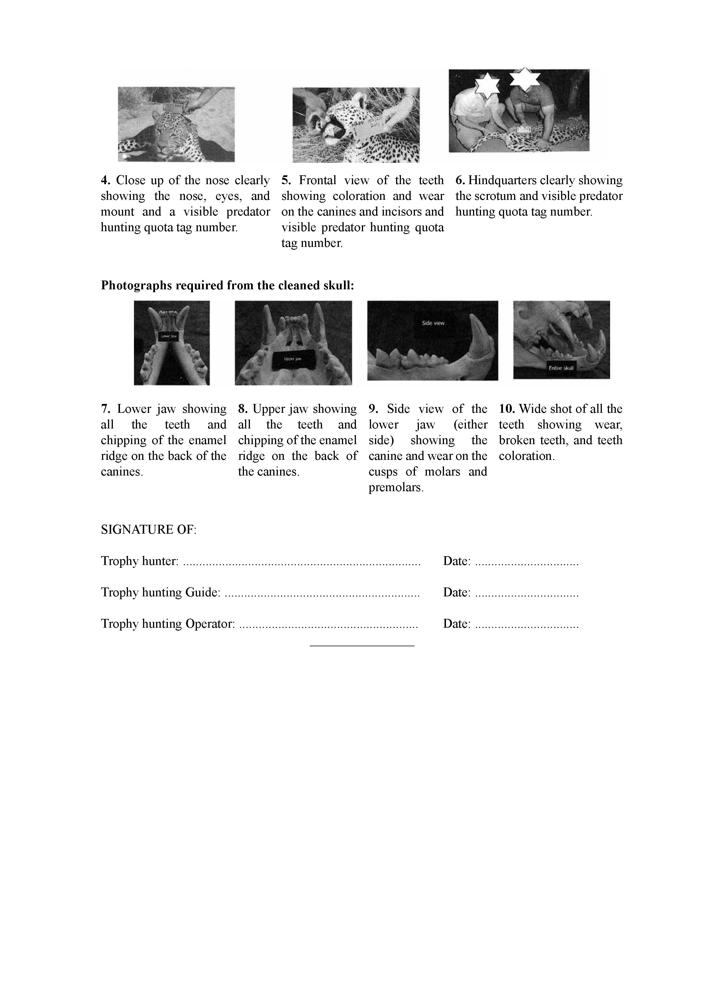 NAPP
2013
4. Close up of the nose clearly
showing the nose, eyes, and
mount and a visible predator
hunting quota tag number.
5. Frontal view of the teeth
showing coloration and wear
on the canines and incisors and
visible predator hunting quota
tag number.
6. Hindquarters clearly showing
the scrotum and visible predator
hunting quota tag number.
Photographs required from the cleaned skull:
Lower Jaw
Upper jaw
Side view
Entire skull
7. Lower jaw showing
all the teeth and
chipping of the enamel
ridge on the back of the
canines.
8. Upper jaw showing
all the teeth and
chipping of the enamel
ridge on the back of
the canines.
9. Side view of the
lower jaw (either
side) showing the
canine and wear on the
cusps of molars and
premolars.
10. Wide shot of all the
teeth showing wear,
broken teeth, and teeth
coloration.
SIGNATURE OF:
Trophy hunter: ........................................................................ Date: ................................
Trophy hunting Guide: ............................................................ Date: ................................
Trophy hunting Operator: ....................................................... Date: ................................